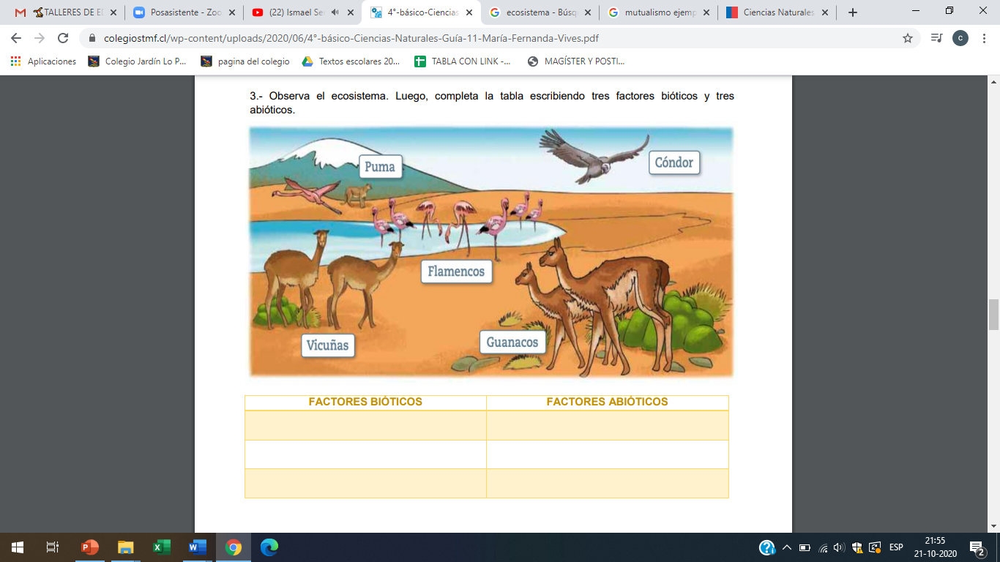 TALLERES DE ED
Posasistente - Zoo
(22) Ismael Se
4°-básico-Ciencias
ecosistema - Búsq
mutualismo ejemp
Ciencias Naturales
colegiostmf.cl/wp-content/uploads/2020/06/4°-básico-Ciencias-Naturales-Guía-11-María-Fernanda-Vives.pdf
c
Aplicaciones
Colegio Jardín Lo P...
pagina del colegio
Textos escolares 20...
TABLA CON LINK -...
MAGÍSTER Y POSTI...
3.- Observa el ecosistema. Luego, completa la tabla escribiendo tres factores bióticos y tres
abióticos.
Puma
Cóndor
Flamencos
Vicuñas
Guanacos
FACTORES BIÓTICOS
FACTORES ABIÓTICOS
ESP
21:55
21-10-2020
2